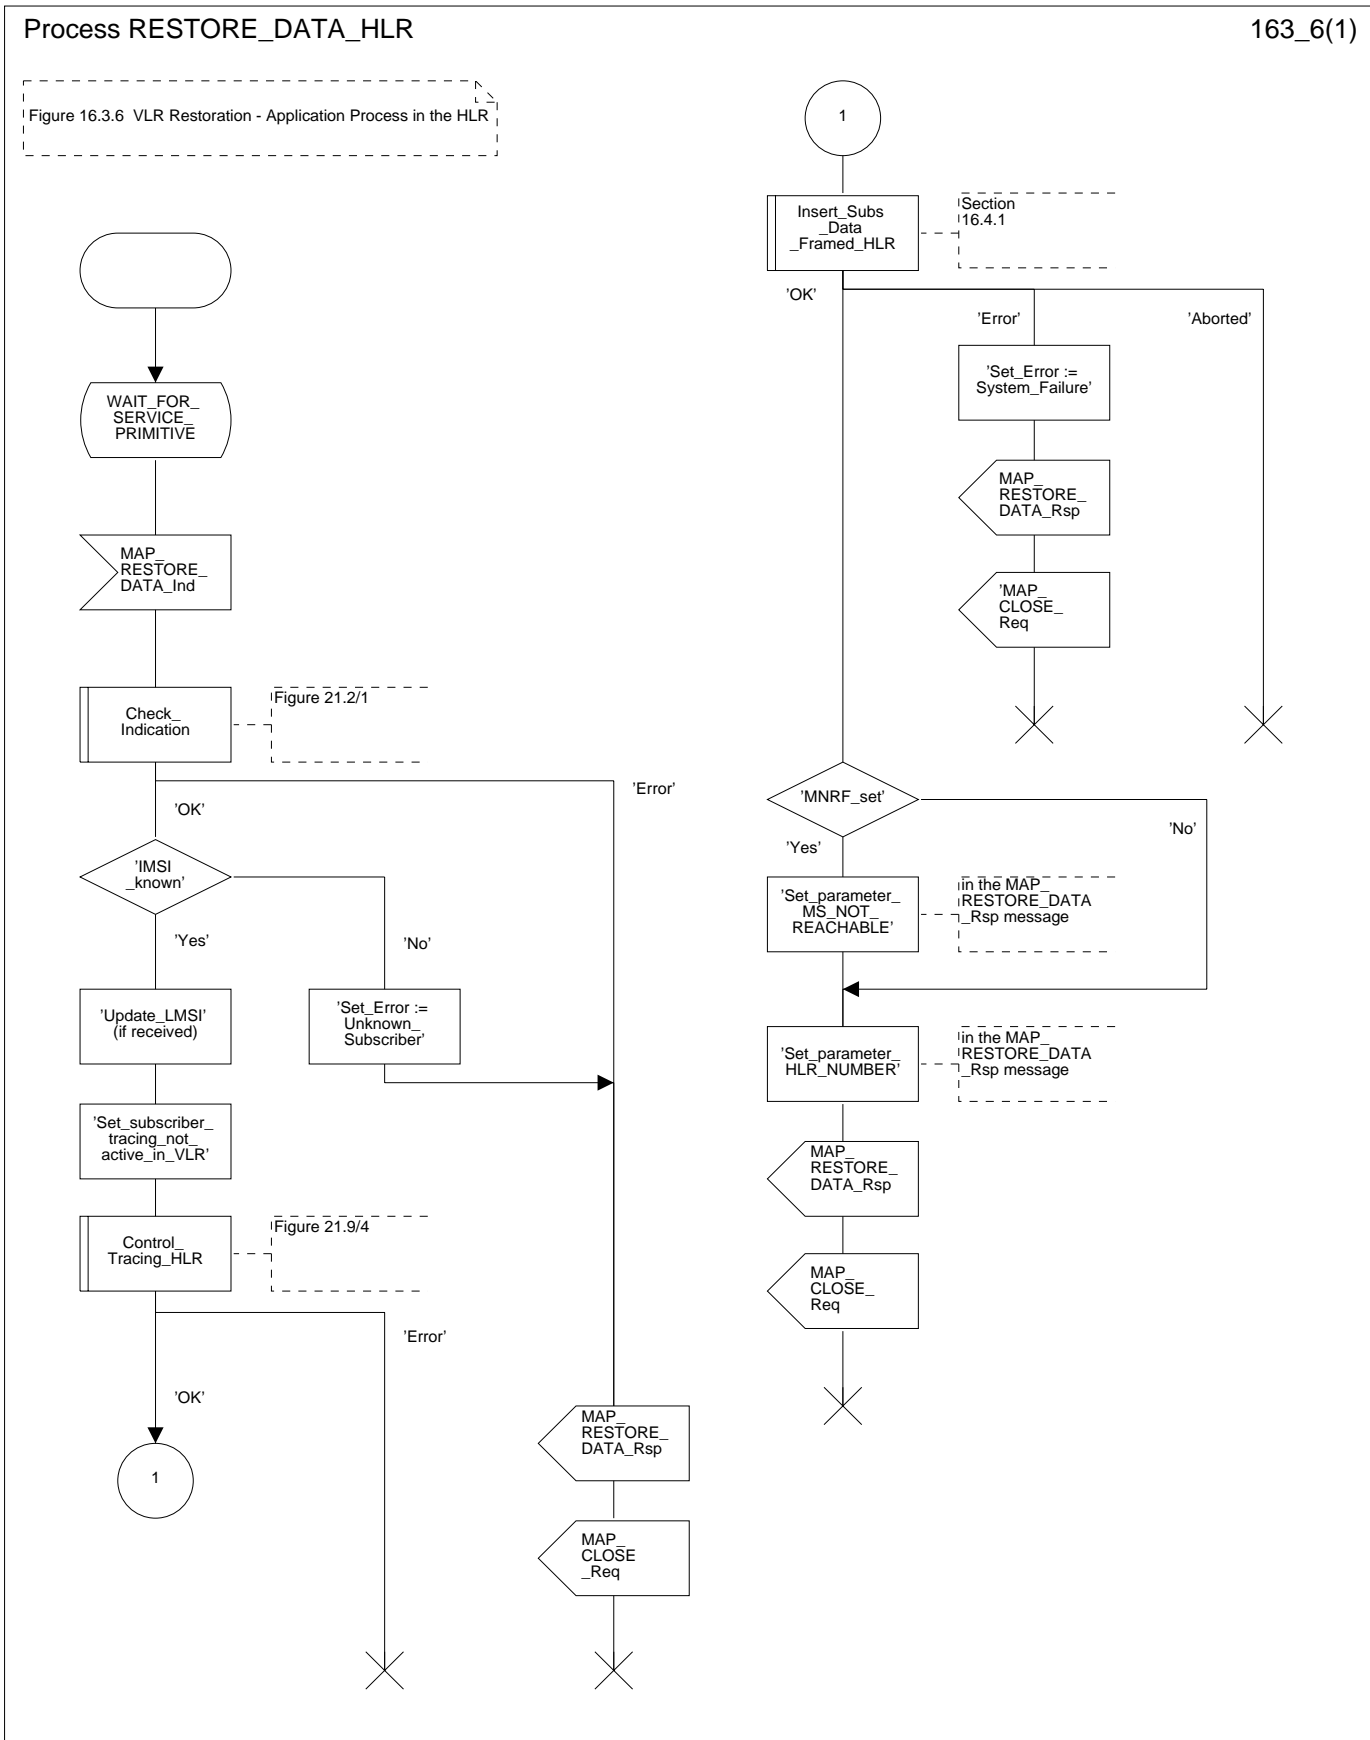 Process RESTORE_DATA_HLR
163_6(1)
Figure 16.3.6 VLR Restoration - Application Process in the HLR
WAIT_FOR_
SERVICE_
PRIMITIVE
MAP_
RESTORE_
DATA_Ind
Check_
Indication
Figure 21.2/1
'Error'
'OK'
'IMSI
_known'
'Yes'
'No'
'Update_LMSI'
(if received)
'Set_Error :=
Unknown_
Subscriber'
'Set_subscriber_
tracing_not_
active_in_VLR'
Control_
Tracing_HLR
Figure 21.9/4
'Error'
'OK'
1
MAP_
RESTORE_
DATA_Rsp
MAP_
CLOSE
_Req
1
Insert_Subs
_Data
_Framed_HLR
Section
16.4.1
'OK'
'Error'
'Aborted'
'Set_Error :=
System_Failure'
MAP_
RESTORE_
DATA_Rsp
'MAP_
CLOSE_
Req
'MNRF_set'
'No'
'Yes'
'Set_parameter_
MS_NOT_
REACHABLE'
in the MAP_
RESTORE_DATA
_Rsp message
'Set_parameter_
HLR_NUMBER'
in the MAP_
RESTORE_DATA
_Rsp message
MAP_
RESTORE_
DATA_Rsp
MAP_
CLOSE_
Req